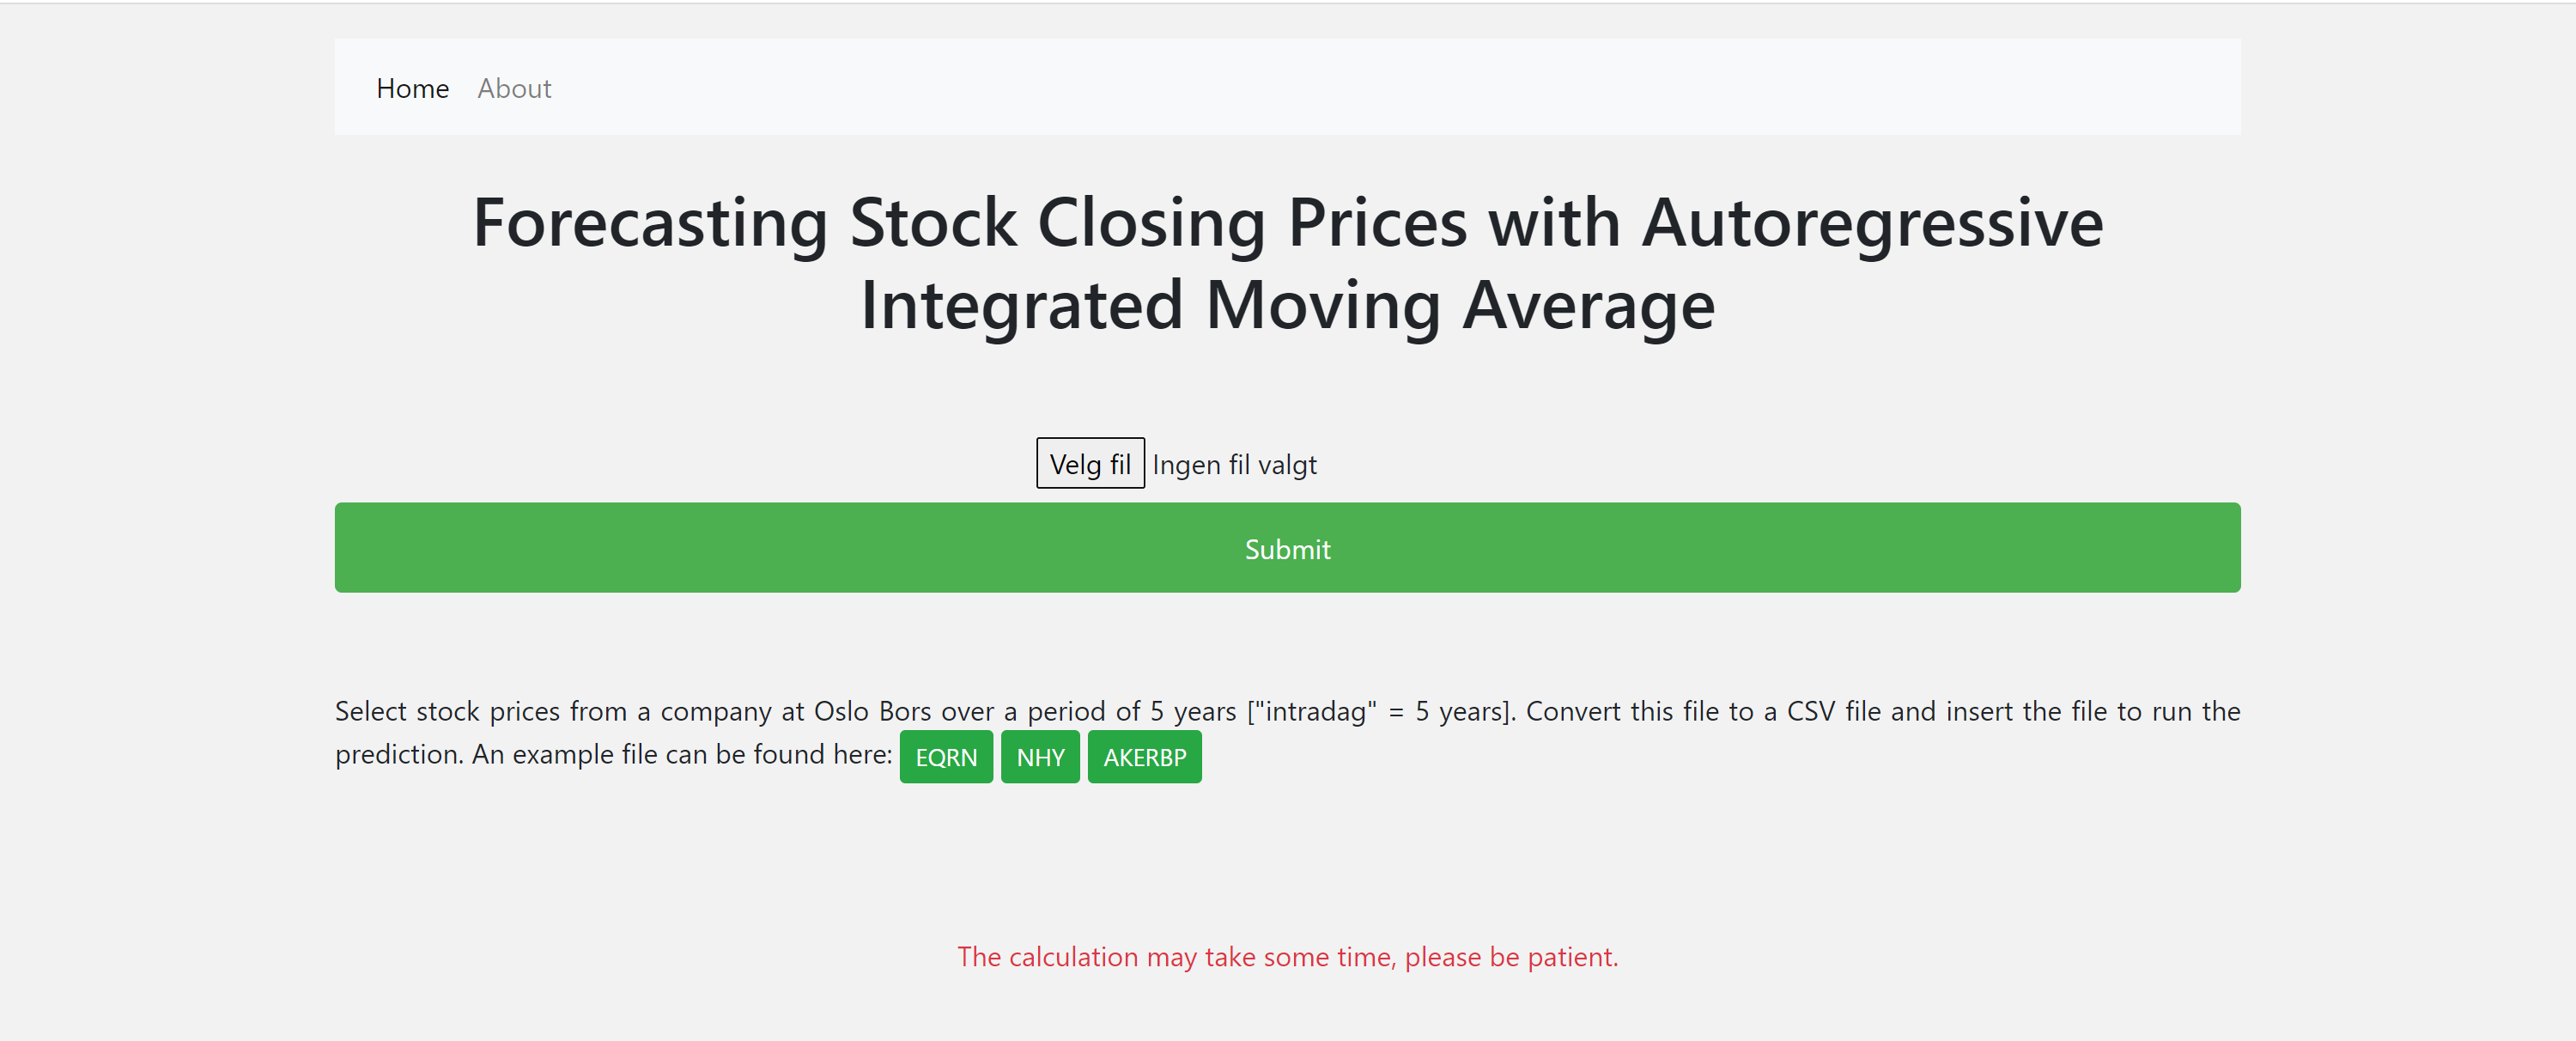 Home About
Forecasting Stock Closing Prices with Autoregressive
Integrated Moving Average
Velg fil Ingen fil valgt
Submit
Select stock prices from a company at Oslo Bors over a period of 5 years ["intradag" = 5 years]. Convert this file to a CSV file and insert the file to run the
prediction. An example file can be found here: EQRN NHY AKERBP
The calculation may take some time, please be patient.